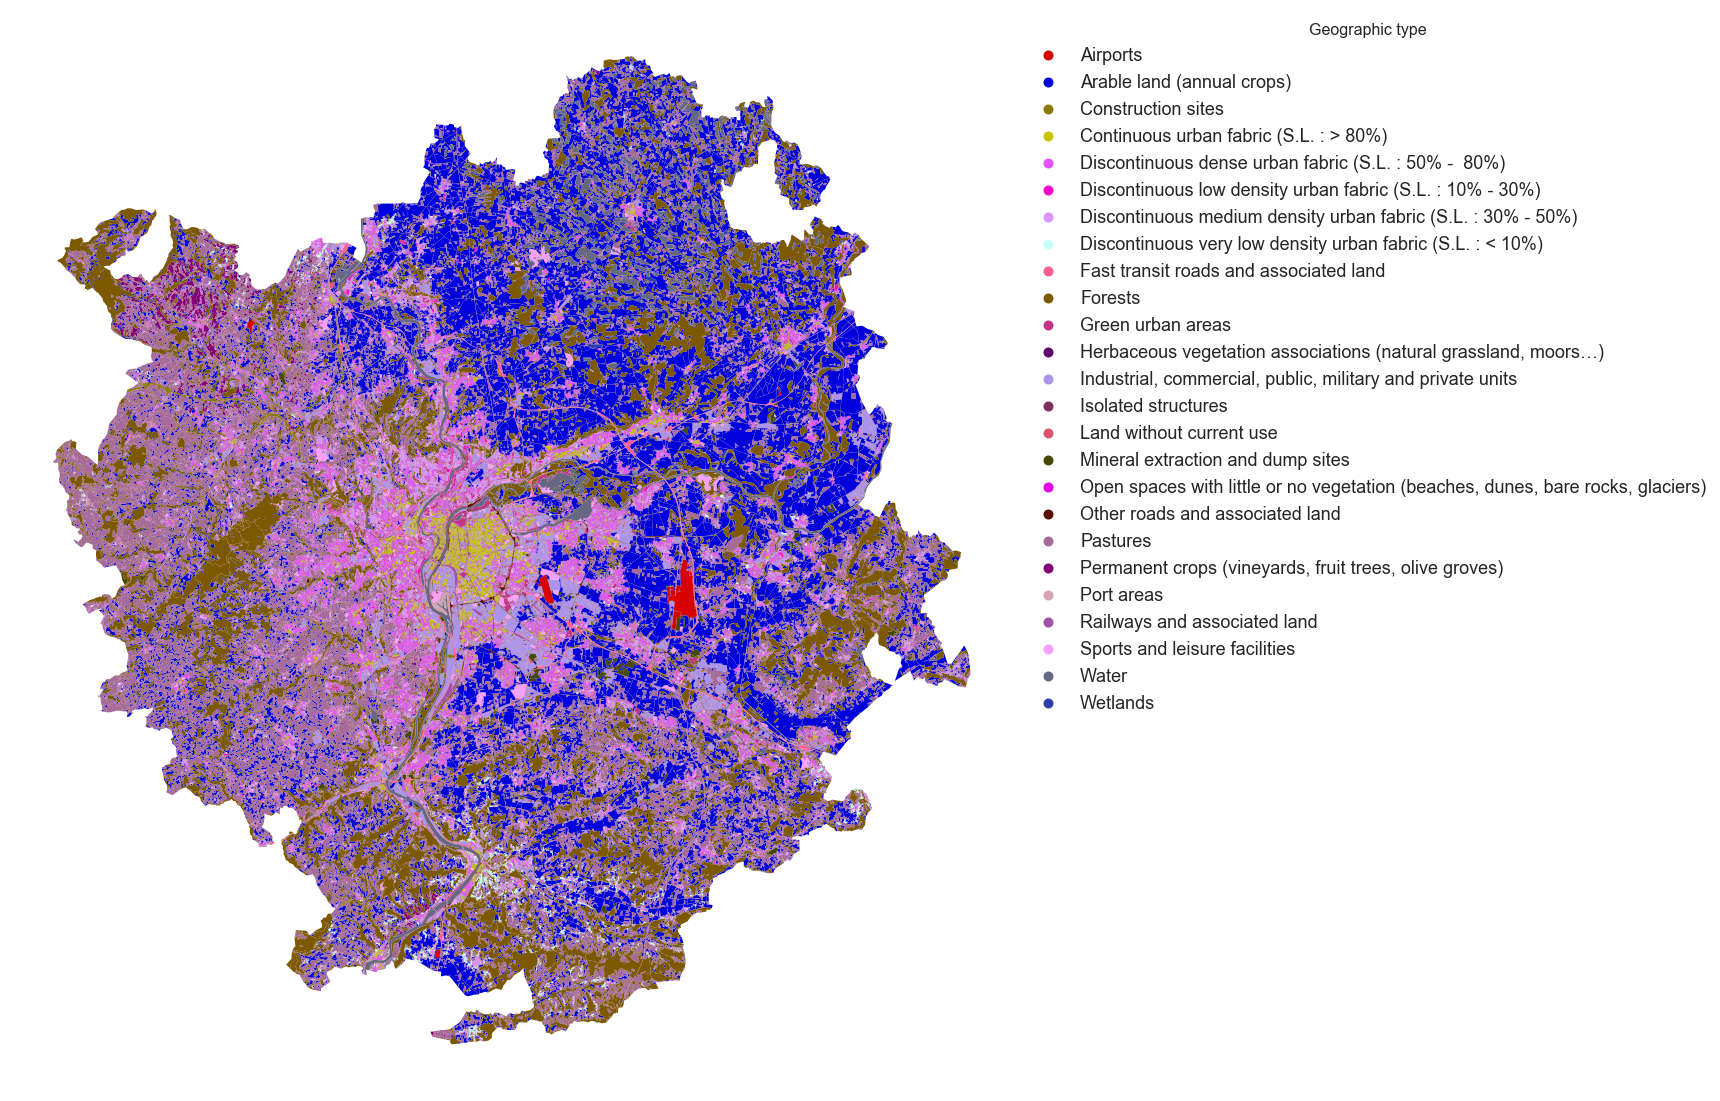 Geographic type
Airports
Arable land (annual crops)
Construction sites
Continuous urban fabric (S.L. : > 80%)
Discontinuous dense urban fabric (S.L. : 50% -  80%)
Discontinuous low density urban fabric (S.L. : 10% - 30%)
Discontinuous medium density urban fabric (S.L. : 30% - 50%)
Discontinuous very low density urban fabric (S.L. : < 10%)
Fast transit roads and associated land
Forests
Green urban areas
Herbaceous vegetation associations (natural grassland, moors…)
Industrial, commercial, public, military and private units
Isolated structures
Land without current use
Mineral extraction and dump sites
Open spaces with little or no vegetation (beaches, dunes, bare rocks, glaciers)
Other roads and associated land
Pastures
Permanent crops (vineyards, fruit trees, olive groves)
Port areas
Railways and associated land
Sports and leisure facilities
Water
Wetlands